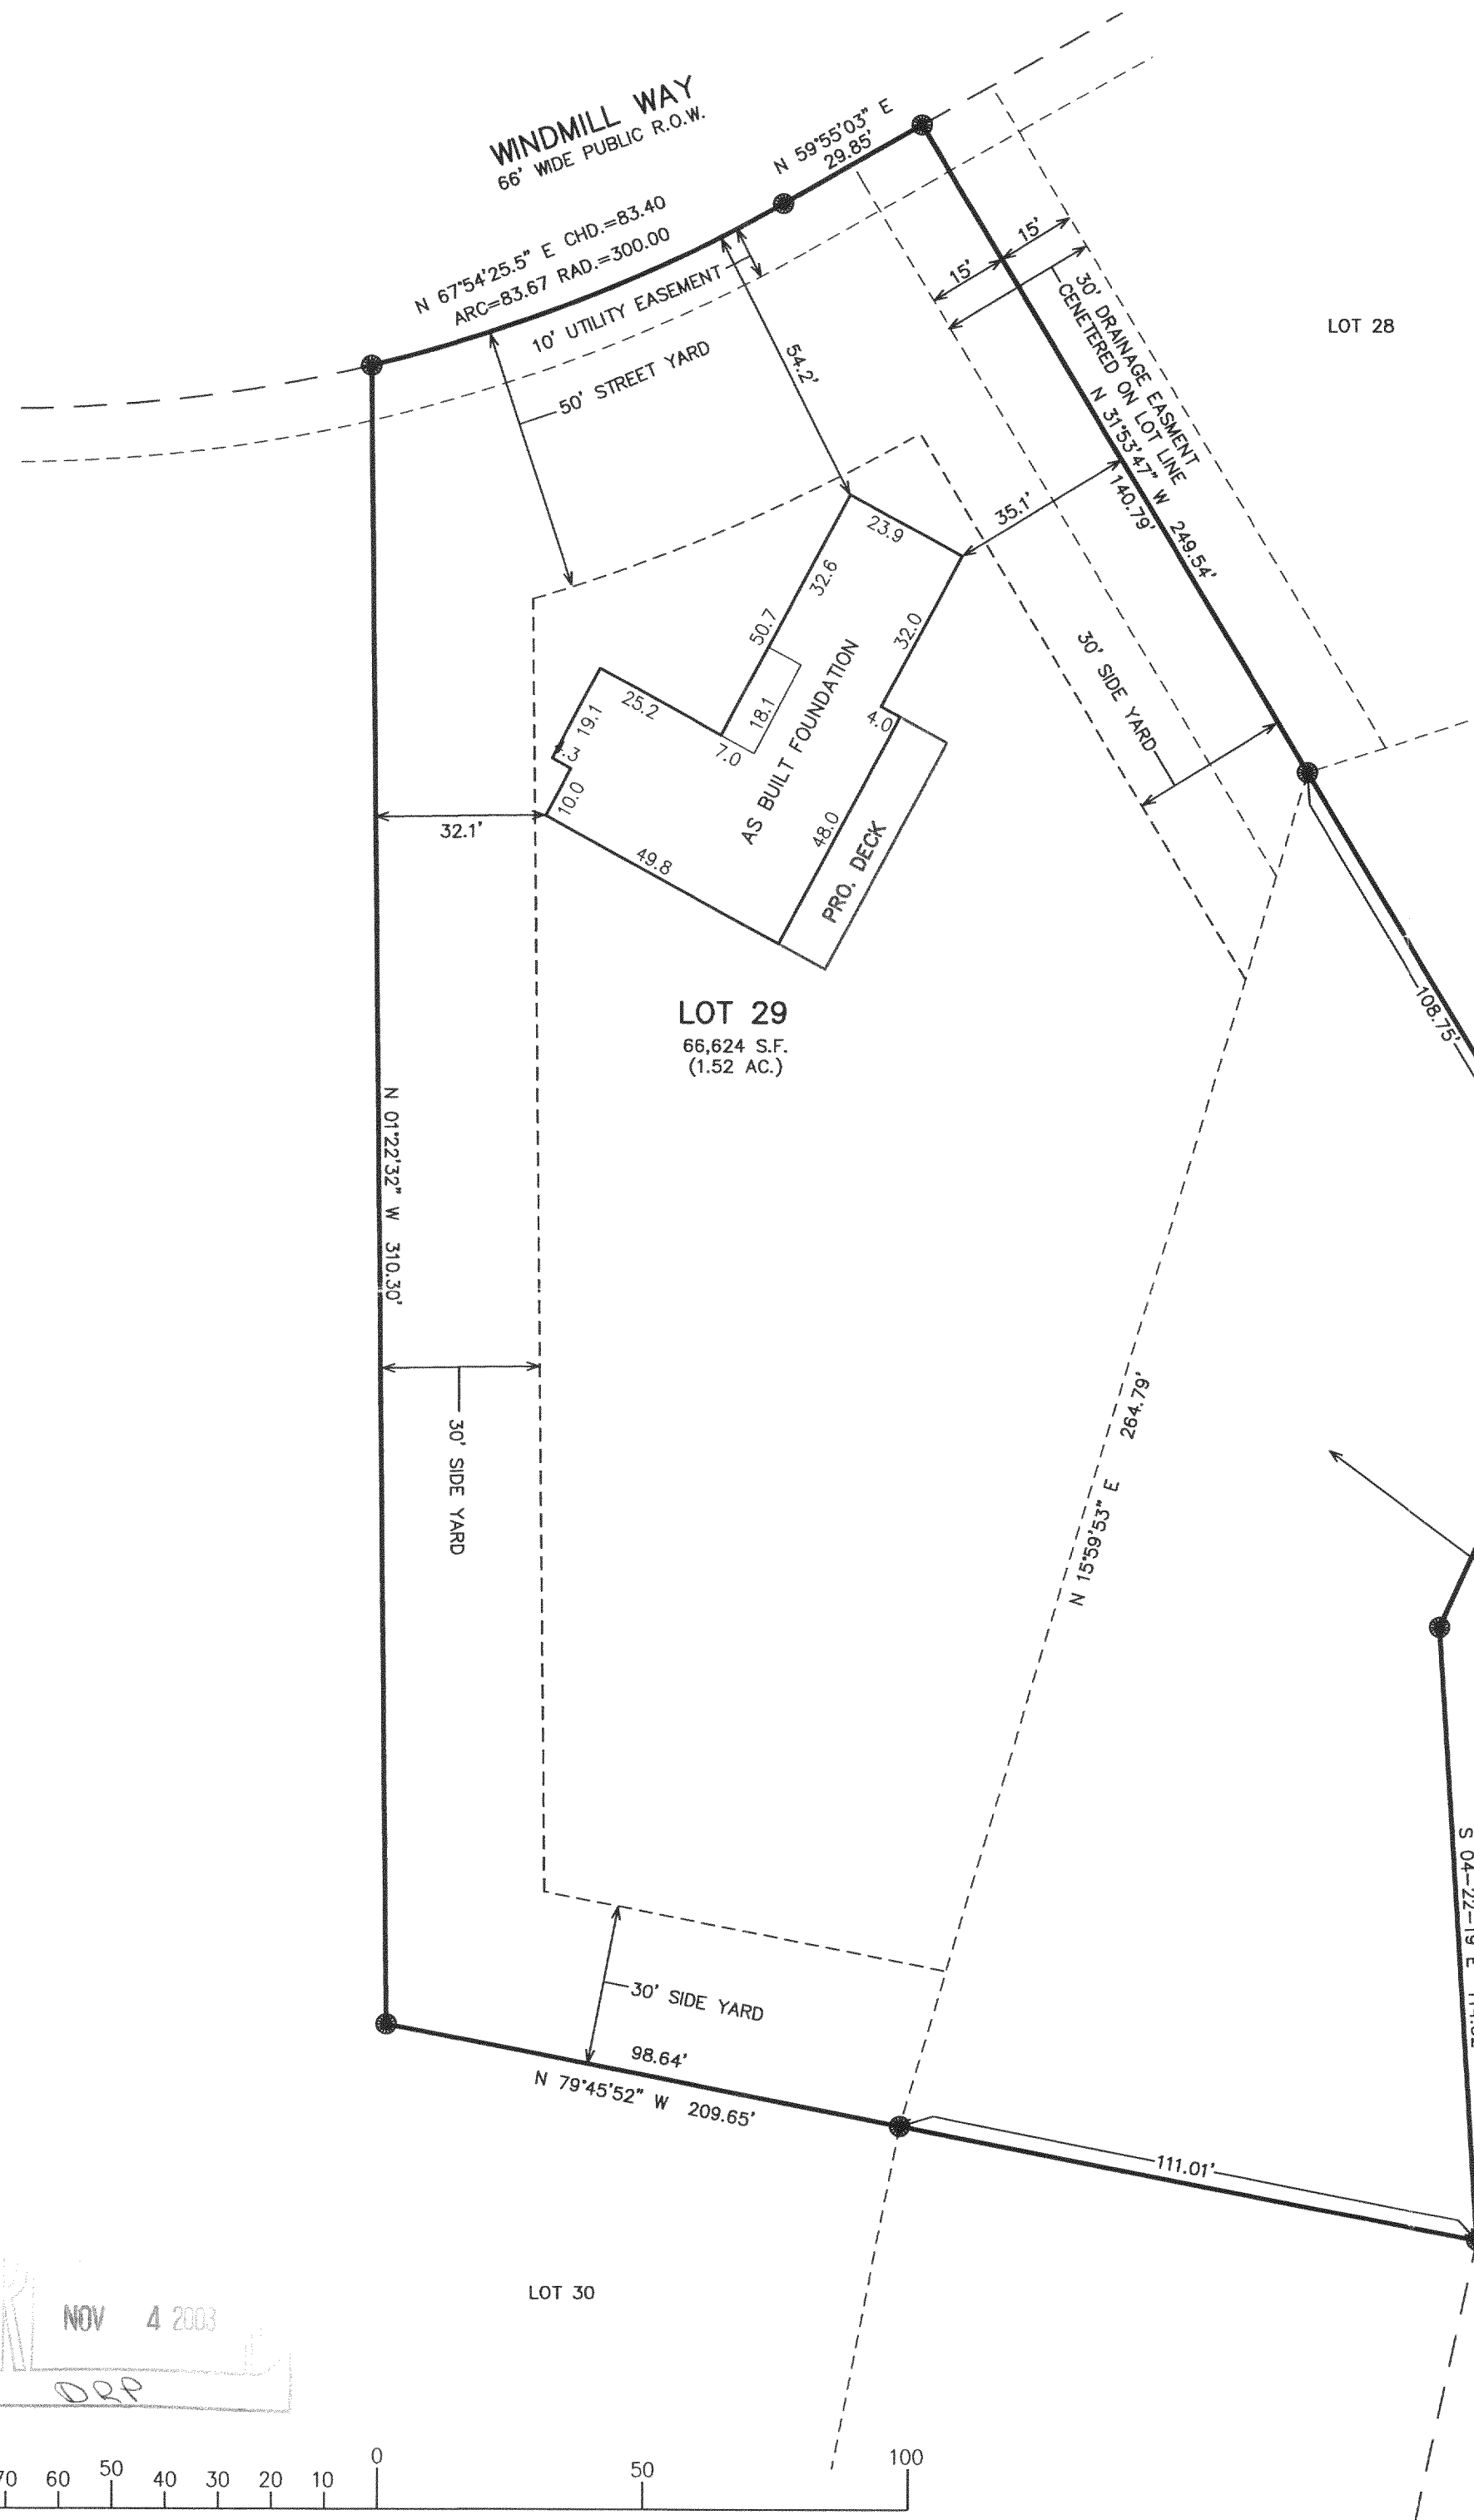 WINDMILL WAY
66' WIDE PUBLIC R.O.W.
N 59°55'03" E
29.85'
N 67°54'25.5" E CHD.=83.40
ARC=83.67 RAD.=300.00
10' UTILITY EASEMENT
50' STREET YARD
54.2'
15'
15'
30' DRAINAGE EASMENT
CENETERED ON LOT LINE
N 31°53'47" W 249.54'
140.79'
LOT 28
35.1'
23.9
32.6
50.7
32.0
18.1
25.2
19.1
7.0
4.0
10.0
AS BUILT FOUNDATION
30' SIDE YARD
32.1'
49.8
48.0
PRO. DECK
LOT 29
66,624 S.F.
(1.52 AC.)
108.75'
N 01°22'32" W 310.30'
30' SIDE YARD
N 15°59'53" E 264.79'
S 04-22-19 E
30' SIDE YARD
98.64'
N 79°45'52" W 209.65'
111.01'
LOT 30
NOV 4 2003
DRP
70 60 50 40 30 20 10 0 50 100